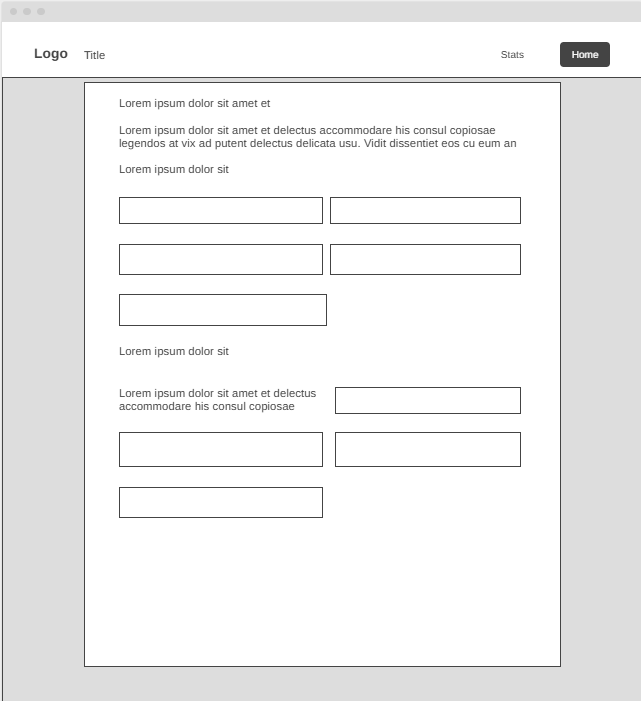 Logo Title Stats Home
Lorem ipsum dolor sit amet et
Lorem ipsum dolor sit amet et delectus accommodare his consul copiosae
legendos at vix ad putent delectus delicata usu. Vidit dissentiet eos cu eum an
Lorem ipsum dolor sit
Lorem ipsum dolor sit
Lorem ipsum dolor sit amet et delectus
accommodare his consul copiosae